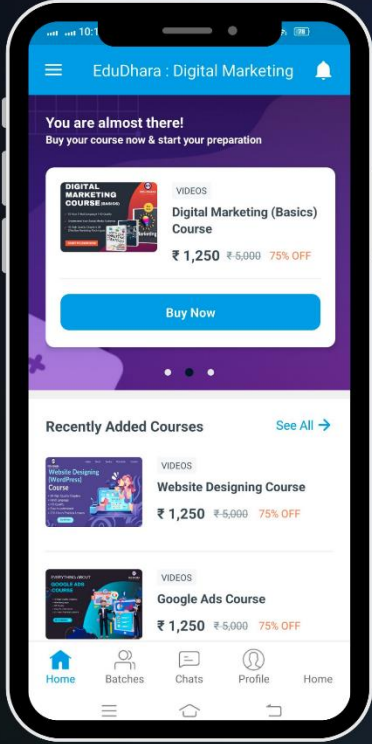 10:1
EduDhara : Digital Marketing
You are almost there!
Buy your course now & start your preparation
DIGITAL
MARKETING
COURSE (BASICS)
VIDEOS
Digital Marketing (Basics)
Course
₹ 1,250 ₹ 5,000 75% OFF
Buy Now
Recently Added Courses
See All →
Website Designing
(WordPress)
Course
VIDEOS
Website Designing Course
₹ 1,250 ₹ 5,000 75% OFF
EVERYTHING ABOUT
GOOGLE ADS
COURSE
VIDEOS
Google Ads Course
₹ 1,250 ₹ 5,000 75% OFF
Home
Batches
Chats
Profile
Home